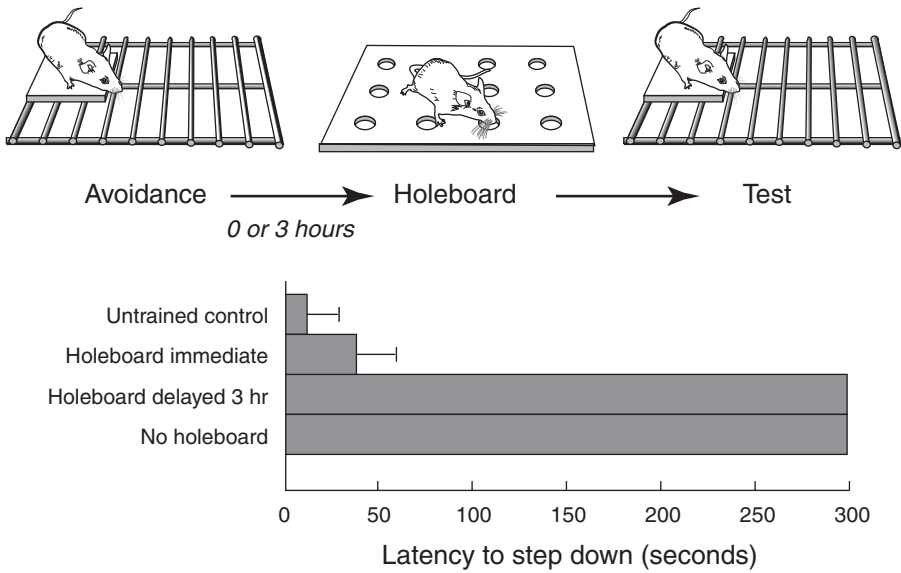 Avoidance
Holeboard
Test
0 or 3 hours
Untrained control
Holeboard immediate
Holeboard delayed 3 hr
No holeboard
0 50 100 150 200 250 300
Latency to step down (seconds)